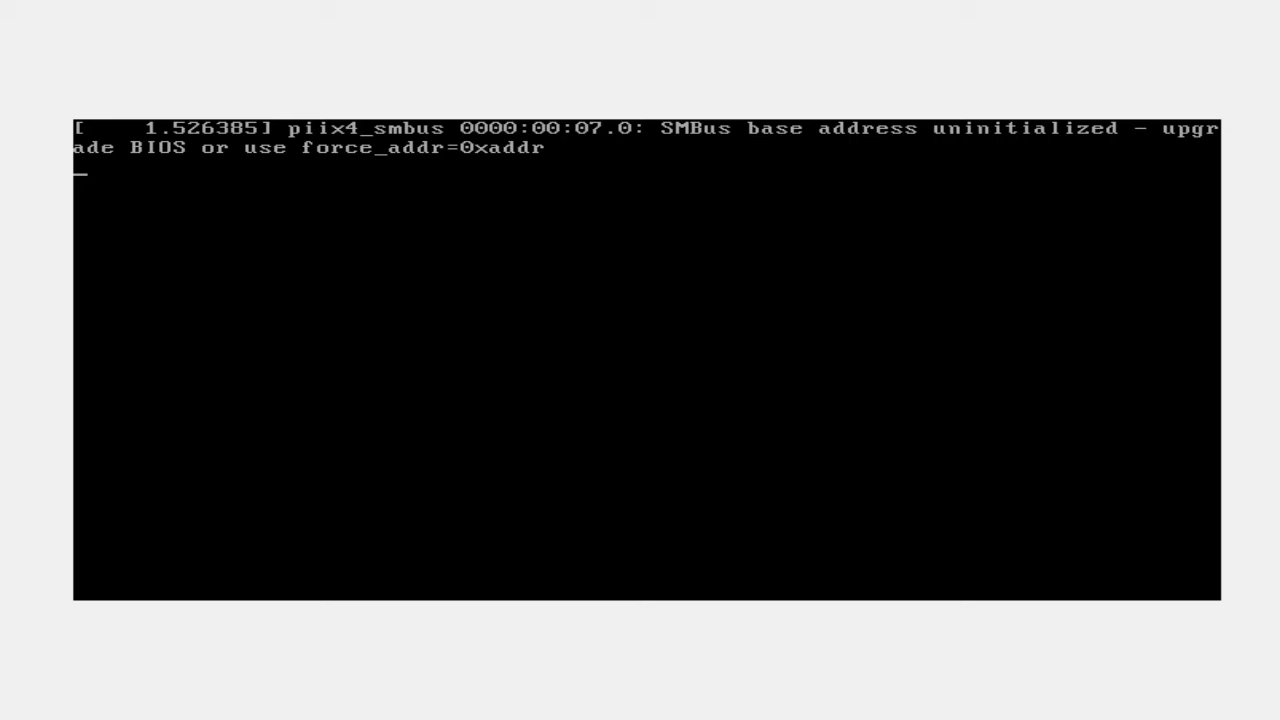 [    1.526385] piix4_smbus 0000:00:07.0: SMBus base address uninitialized - upgr
ade BIOS or use force_addr=0xaddr
_